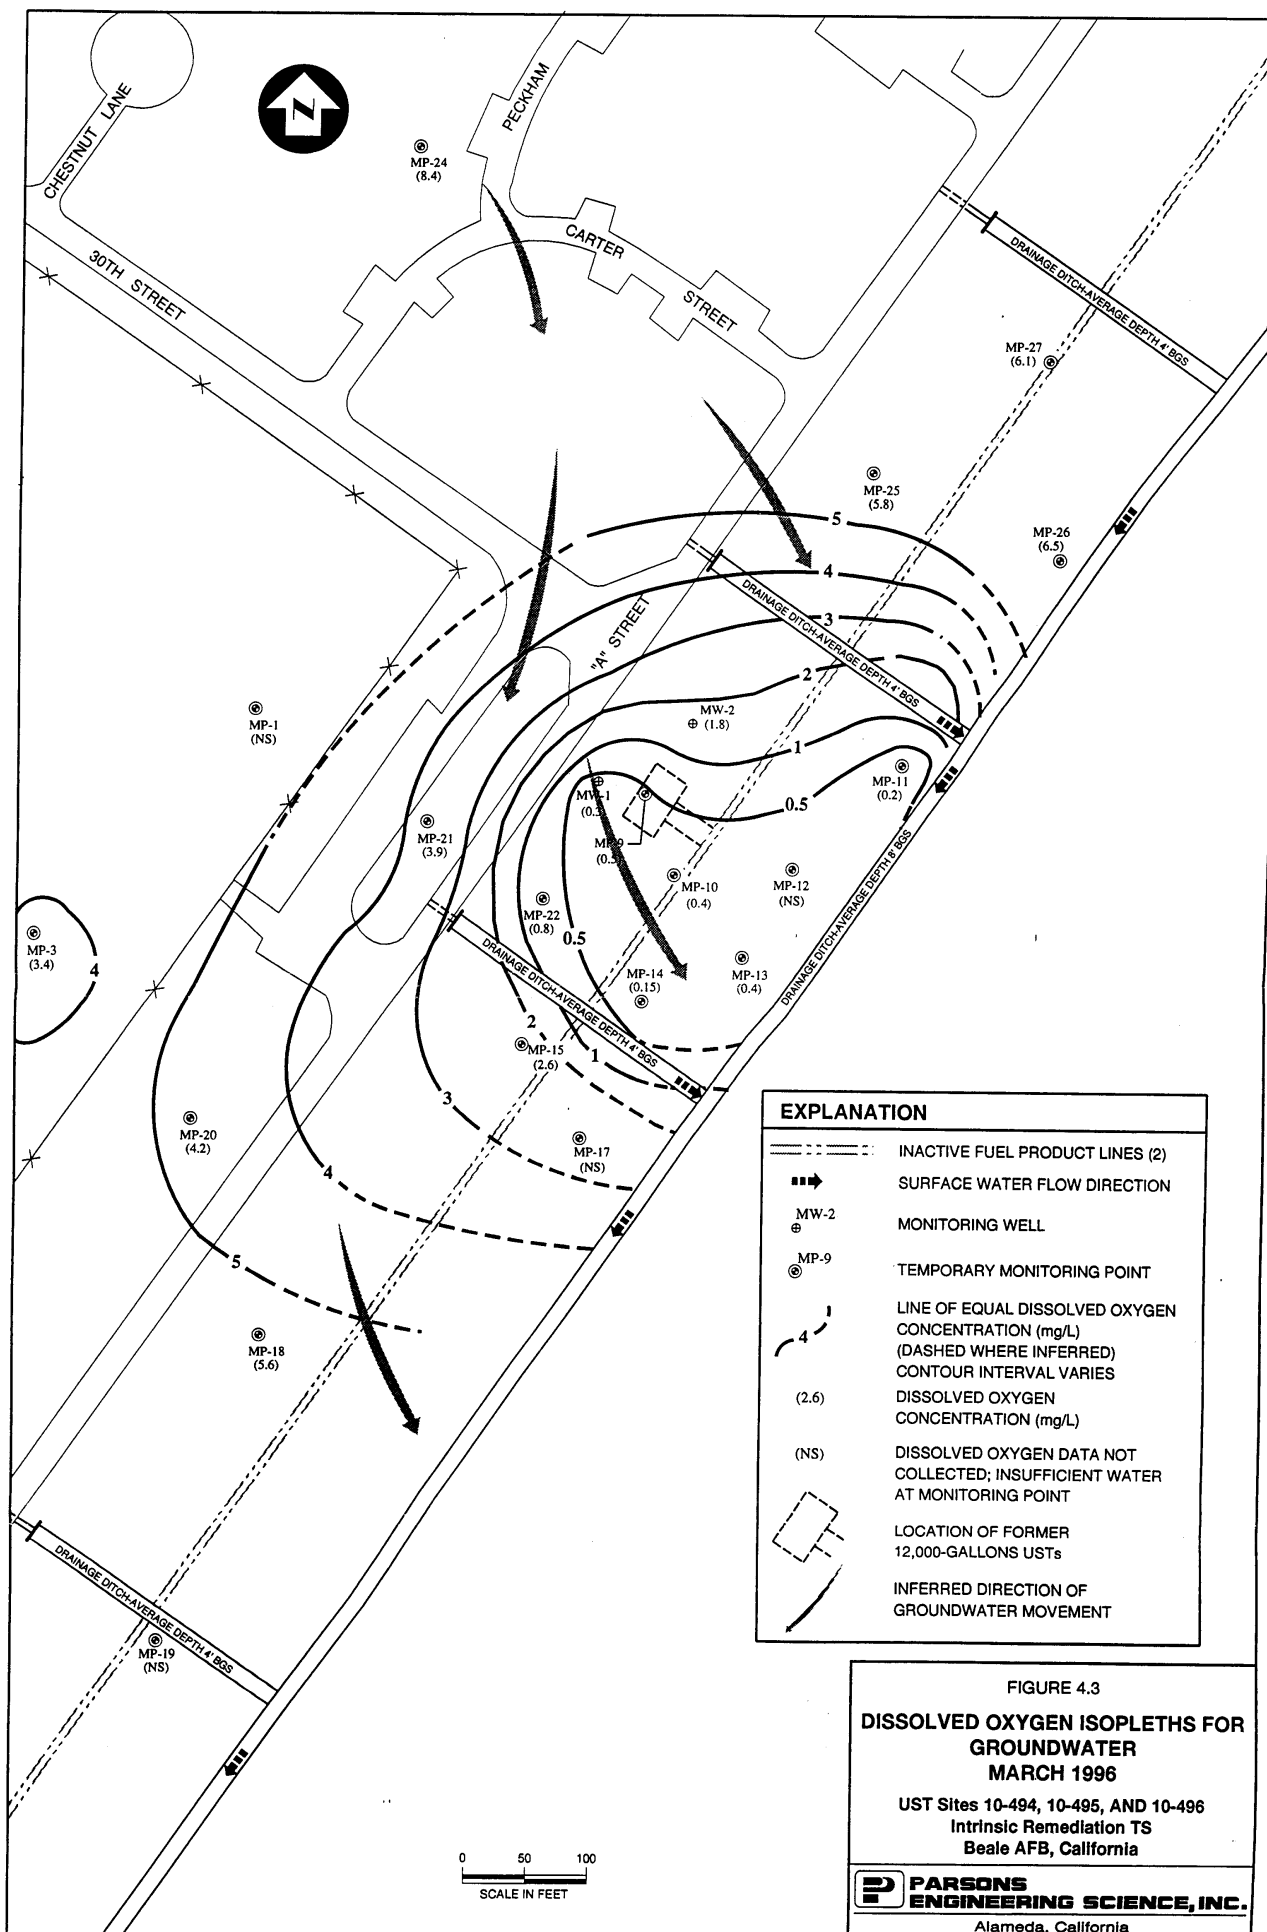 CHESTNUT LANE
N
PECKHAM
MP-24
(8.4)
CARTER
STREET
30TH STREET
DRAINAGE DITCH-AVERAGE DEPTH 4' BGS
MP-27
(6.1)
MP-25
(5.8)
MP-26
(6.5)
5
4
3
2
1
0.5
DRAINAGE DITCH-AVERAGE DEPTH 4' BGS
"A" STREET
MP-1
(NS)
MW-2
(1.8)
MP-11
(0.2)
MW-1
(0.3)
MP-9
(0.5)
MP-21
(3.9)
MP-10
(0.4)
MP-12
(NS)
MP-22
(0.8)
0.5
DRAINAGE DITCH-AVERAGE DEPTH 8' BGS
MP-3
(3.4)
4
DRAINAGE DITCH-AVERAGE DEPTH 4' BGS
MP-14
(0.15)
MP-13
(0.4)
2
MP-15
(2.6)
1
3
MP-20
(4.2)
MP-17
(NS)
4
5
MP-18
(5.6)
DRAINAGE DITCH-AVERAGE DEPTH 4' BGS
MP-19
(NS)
0 50 100
SCALE IN FEET
EXPLANATION
INACTIVE FUEL PRODUCT LINES (2)
SURFACE WATER FLOW DIRECTION
MW-2
MONITORING WELL
MP-9
TEMPORARY MONITORING POINT
4
LINE OF EQUAL DISSOLVED OXYGEN
CONCENTRATION (mg/L)
(DASHED WHERE INFERRED)
CONTOUR INTERVAL VARIES
(2.6)
DISSOLVED OXYGEN
CONCENTRATION (mg/L)
(NS)
DISSOLVED OXYGEN DATA NOT
COLLECTED; INSUFFICIENT WATER
AT MONITORING POINT
LOCATION OF FORMER
12,000-GALLONS USTs
INFERRED DIRECTION OF
GROUNDWATER MOVEMENT
FIGURE 4.3
DISSOLVED OXYGEN ISOPLETHS FOR
GROUNDWATER
MARCH 1996
UST Sites 10-494, 10-495, AND 10-496
Intrinsic Remediation TS
Beale AFB, California
PARSONS
ENGINEERING SCIENCE, INC.
Alameda, California